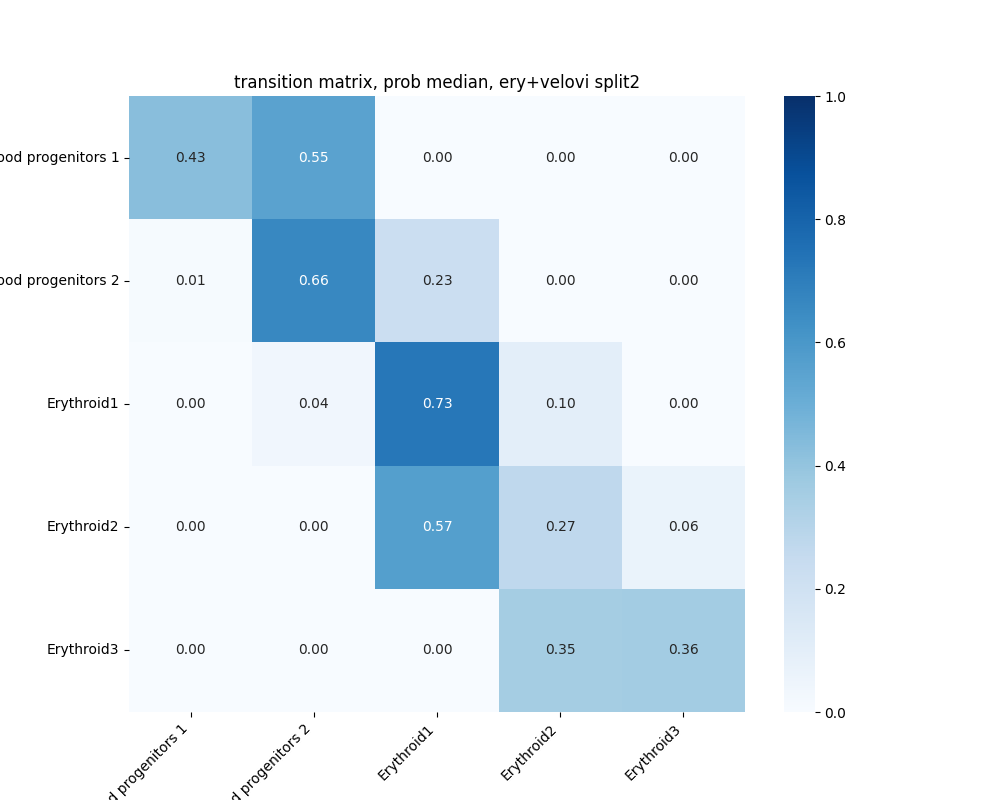 transition matrix, prob median, ery+velovi split2
1.0
ood progenitors 1
0.43 0.55 0.00 0.00 0.00
0.8
ood progenitors 2
0.01 0.66 0.23 0.00 0.00
0.6
Erythroid1
0.00 0.04 0.73 0.10 0.00
0.4
Erythroid2
0.00 0.00 0.57 0.27 0.06
0.2
Erythroid3
0.00 0.00 0.00 0.35 0.36
0.0
d progenitors 1
d progenitors 2
Erythroid1
Erythroid2
Erythroid3